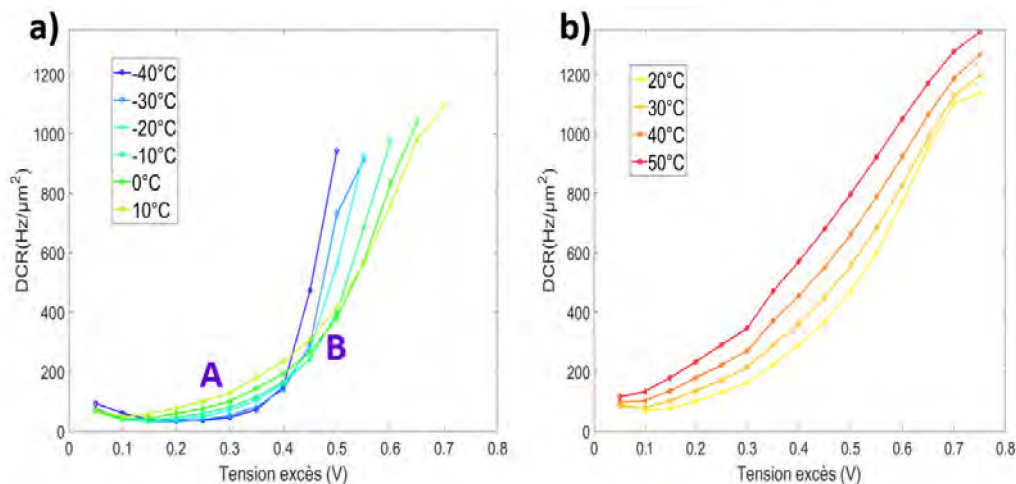 a)
1200
1000
800
600
400
200
0
DCR(Hz/µm²)
-40°C
-30°C
-20°C
-10°C
0°C
10°C
A
B
0
0.1
0.2
0.3
0.4
0.5
0.6
0.7
0.8
Tension excès (V)
b)
1200
1000
800
600
400
200
0
DCR(Hz/µm²)
20°C
30°C
40°C
50°C
0
0.1
0.2
0.3
0.4
0.5
0.6
0.7
0.8
Tension excès (V)